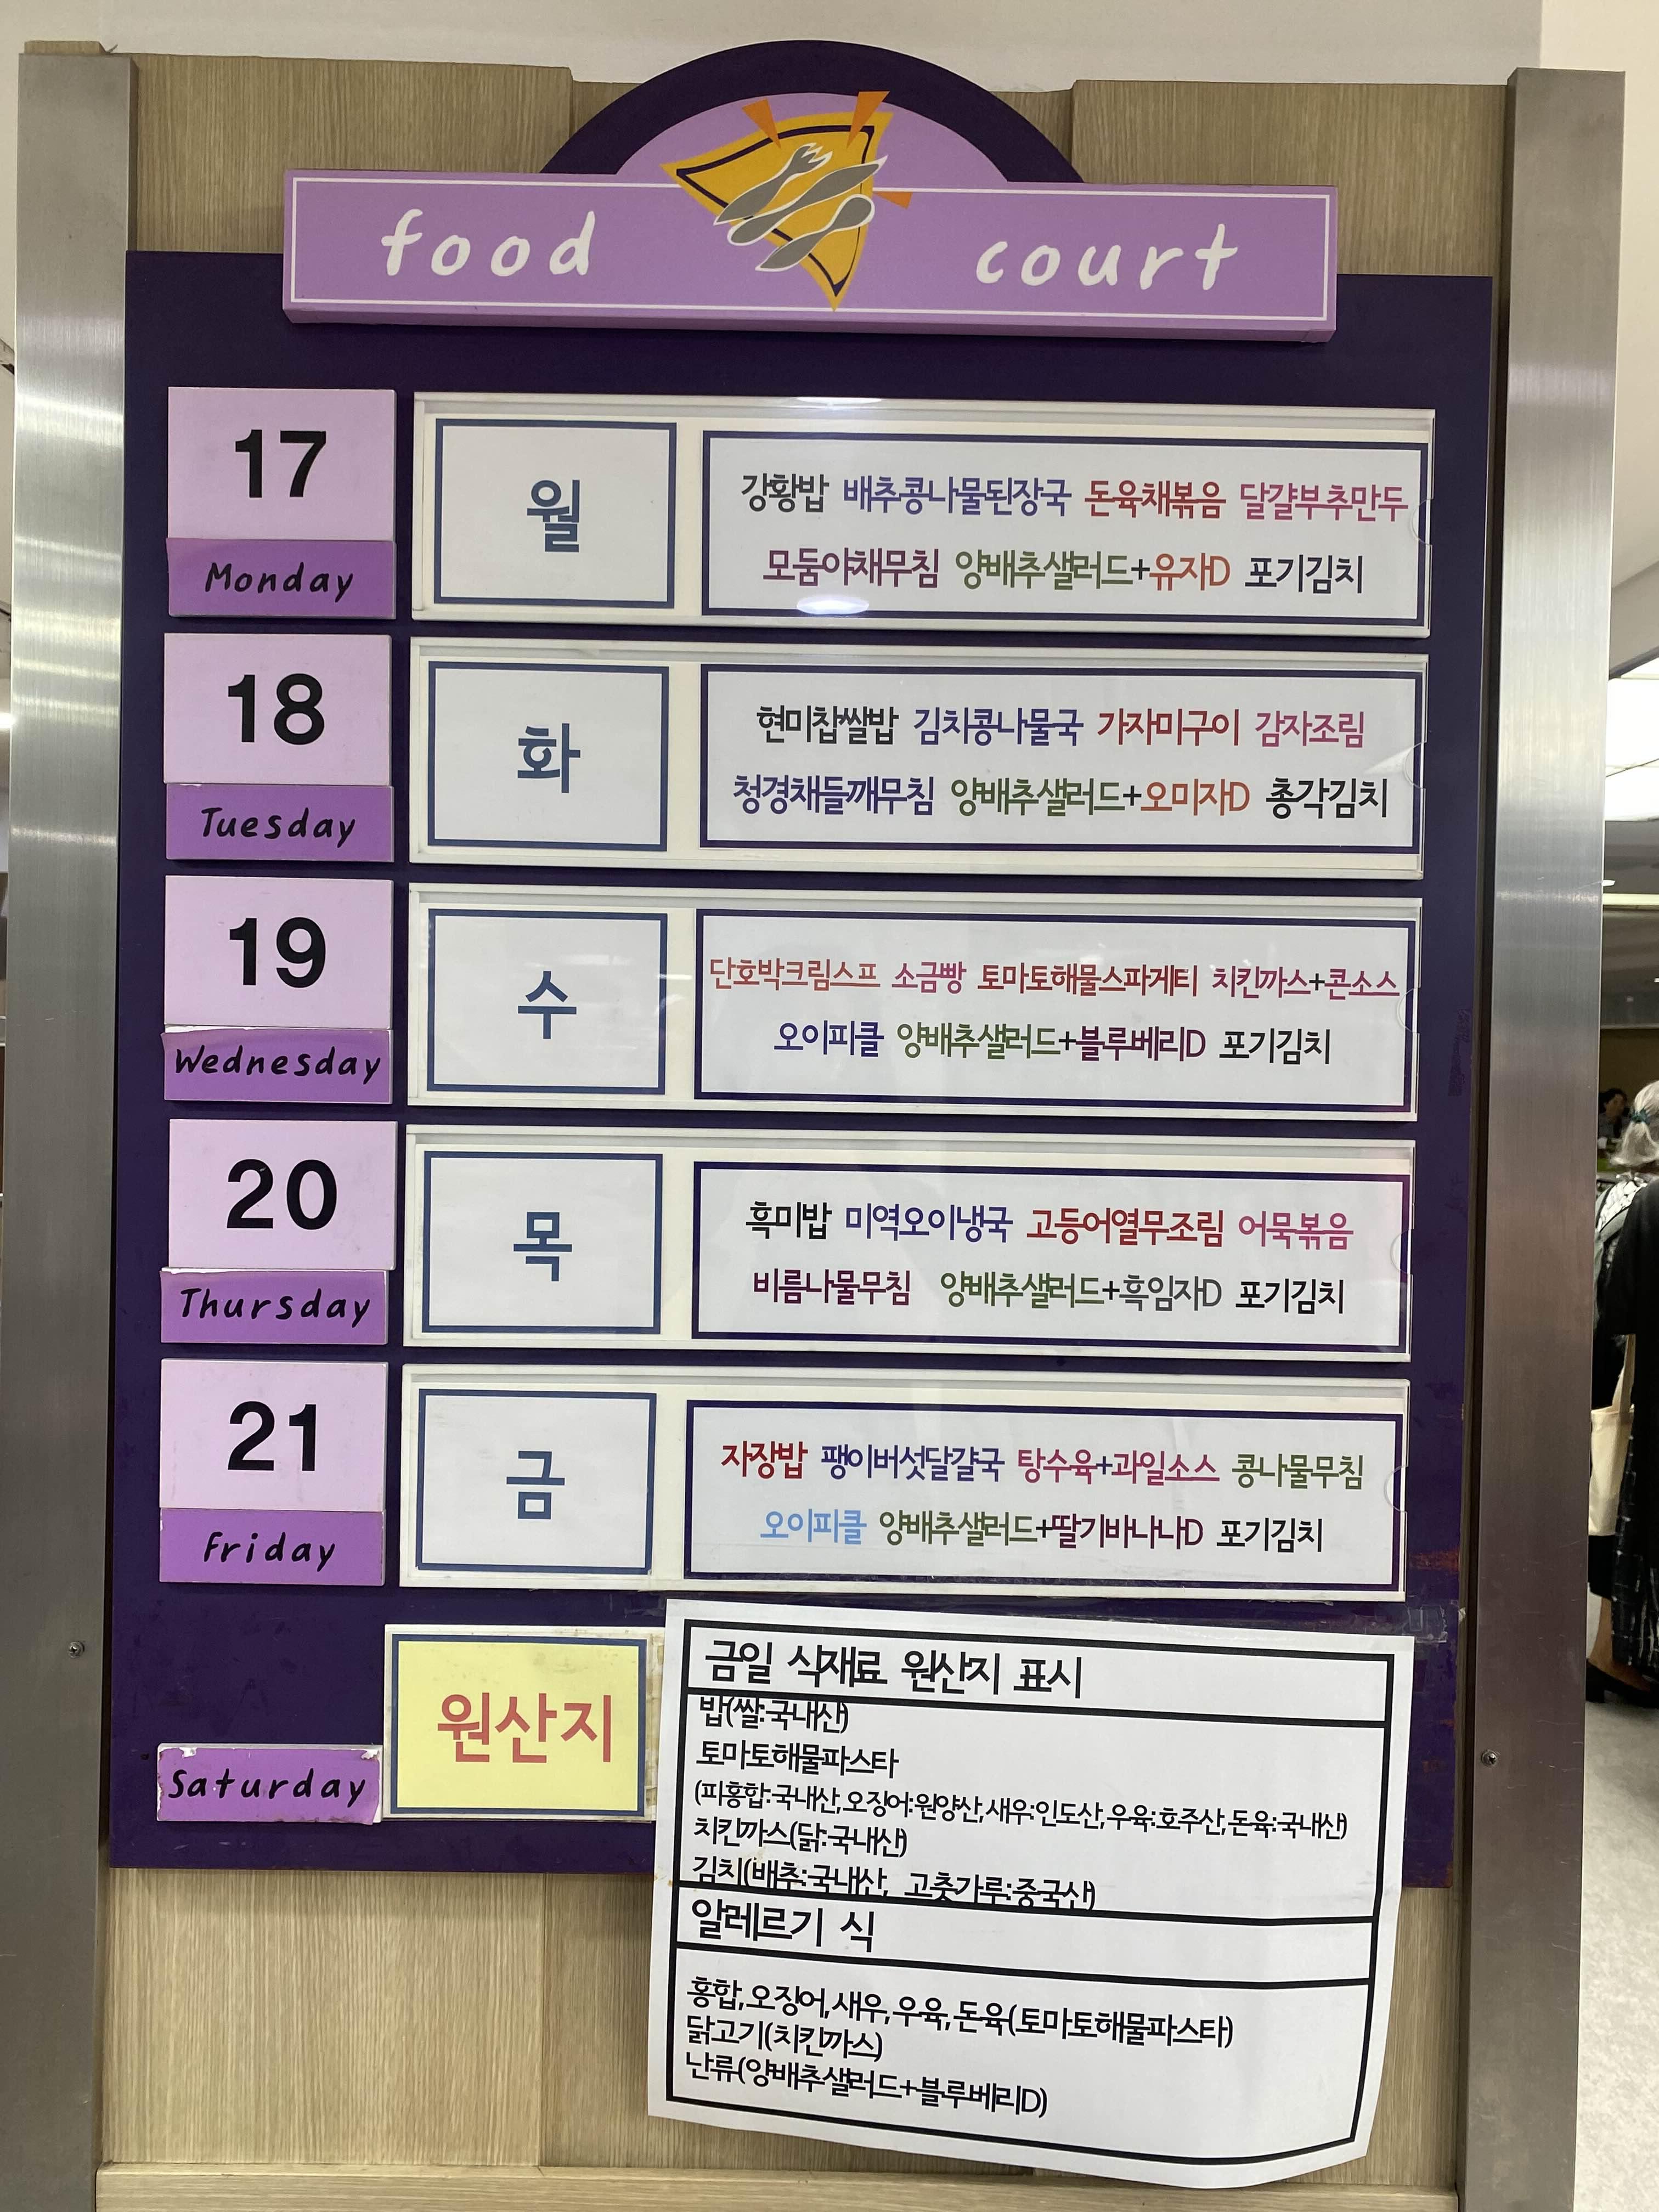 food court
17
Monday
월
강황밥 배추콩나물된장국 돈육채볶음 달걀부추만두
모둠야채무침 양배추샐러드+유자D 포기김치
18
Tuesday
화
현미찹쌀밥 김치콩나물국 가자미구이 감자조림
청경채들깨무침 양배추샐러드+오미자D 총각김치
19
Wednesday
수
단호박크림스프 소금빵 토마토해물스파게티 치킨까스+콘소스
오이피클 양배추샐러드+블루베리D 포기김치
20
Thursday
목
흑미밥 미역오이냉국 고등어열무조림 어묵볶음
비름나물무침 양배추샐러드+흑임자D 포기김치
21
Friday
금
자장밥 팽이버섯달걀국 탕수육+과일소스 콩나물무침
오이피클 양배추샐러드+딸기바나나D 포기김치
Saturday
원산지
금일 식재료 원산지 표시
밥(쌀:국내산)
토마토해물파스타
(피홍합:국내산,오징어:원양산,새우:인도산,우육:호주산,돈육:국내산)
치킨까스(닭:국내산)
김치(배추:국내산, 고춧가루:중국산)
알레르기 식
홍합,오징어,새우,우육,돈육(토마토해물파스타)
닭고기(치킨까스)
난류(양배추샐러드+블루베리D)